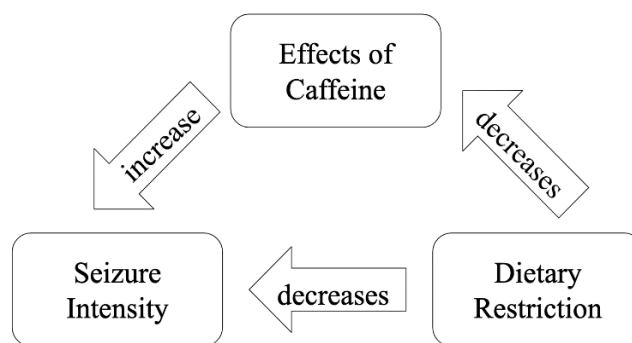 Effects of
Caffeine
increase
decreases
Seizure
Intensity
decreases
Dietary
Restriction